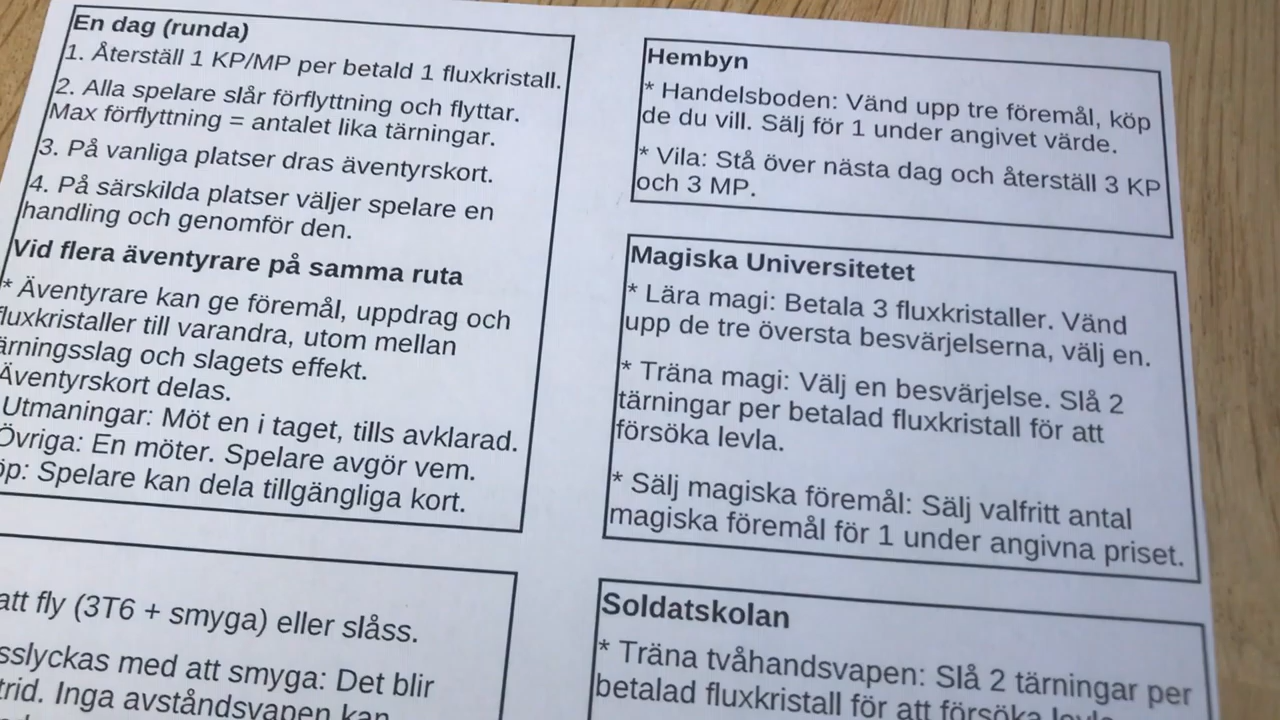 En dag (runda)
1. Återställ 1 KP/MP per betald 1 fluxkristall.
2. Alla spelare slår förflyttning och flyttar.
Max förflyttning = antalet lika tärningar.
3. På vanliga platser dras äventyrskort.
4. På särskilda platser väljer spelare en
handling och genomför den.
Vid flera äventyrare på samma ruta
* Äventyrare kan ge föremål, uppdrag och
fluxkristaller till varandra, utom mellan
ärningsslag och slagets effekt.
Äventyrskort delas.
Utmaningar: Möt en i taget, tills avklarad.
Övriga: En möter. Spelare avgör vem.
öp: Spelare kan dela tillgängliga kort.
att fly (3T6 + smyga) eller slåss.
sslyckas med att smyga: Det blir
trid. Inga avståndsvapen kan
Hembyn
* Handelsboden: Vänd upp tre föremål, köp
de du vill. Sälj för 1 under angivet värde.
* Vila: Stå över nästa dag och återställ 3 KP
och 3 MP.
Magiska Universitetet
* Lära magi: Betala 3 fluxkristaller. Vänd
upp de tre översta besvärjelserna, välj en.
* Träna magi: Välj en besvärjelse. Slå 2
tärningar per betalad fluxkristall för att
försöka levla.
* Sälj magiska föremål: Sälj valfritt antal
magiska föremål för 1 under angivna priset.
Soldatskolan
* Träna tvåhandsvapen: Slå 2 tärningar per
betalad fluxkristall för att försöka levla